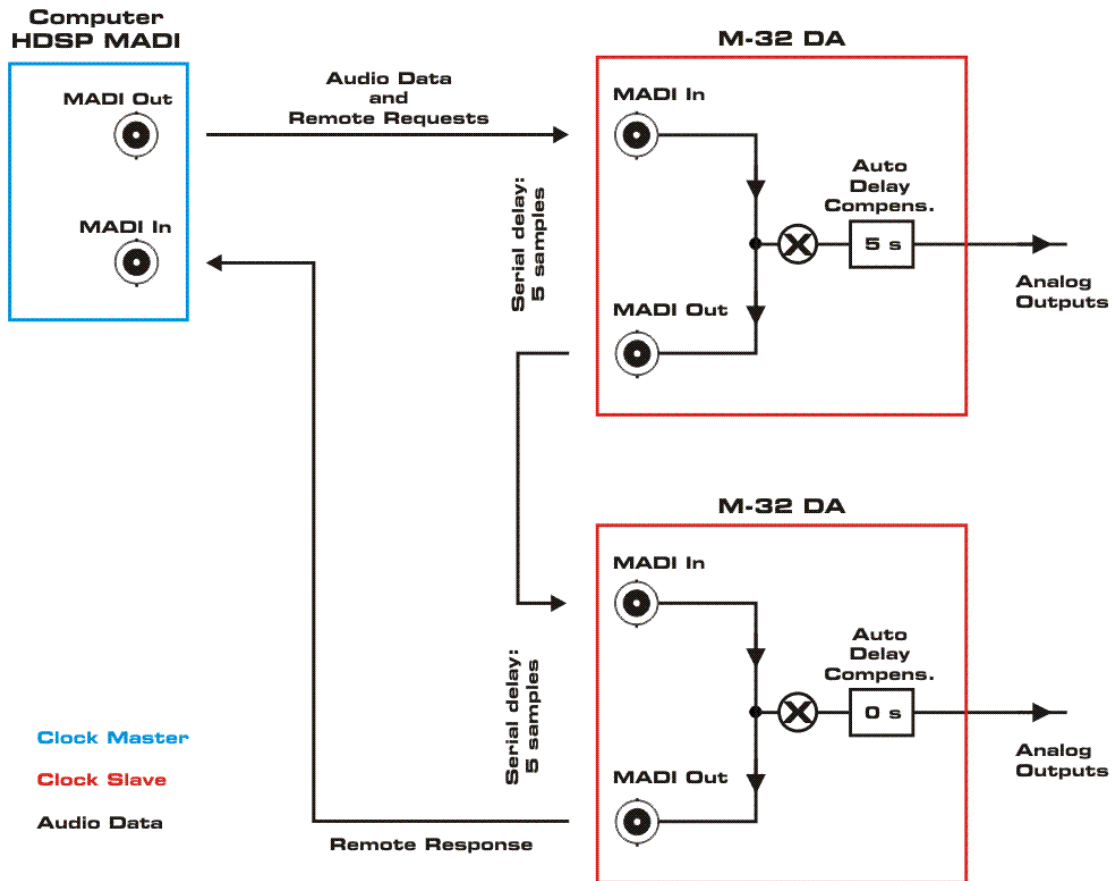 Computer
HDSP MADI
MADI Out
MADI In
Audio Data
and
Remote Requests
Serial delay:
5 samples
M-32 DA
MADI In
Auto
Delay
Compens.
5 s
Analog
Outputs
MADI Out
M-32 DA
MADI In
Auto
Delay
Compens.
0 s
Analog
Outputs
MADI Out
Serial delay:
5 samples
Remote Response
Clock Master
Clock Slave
Audio Data